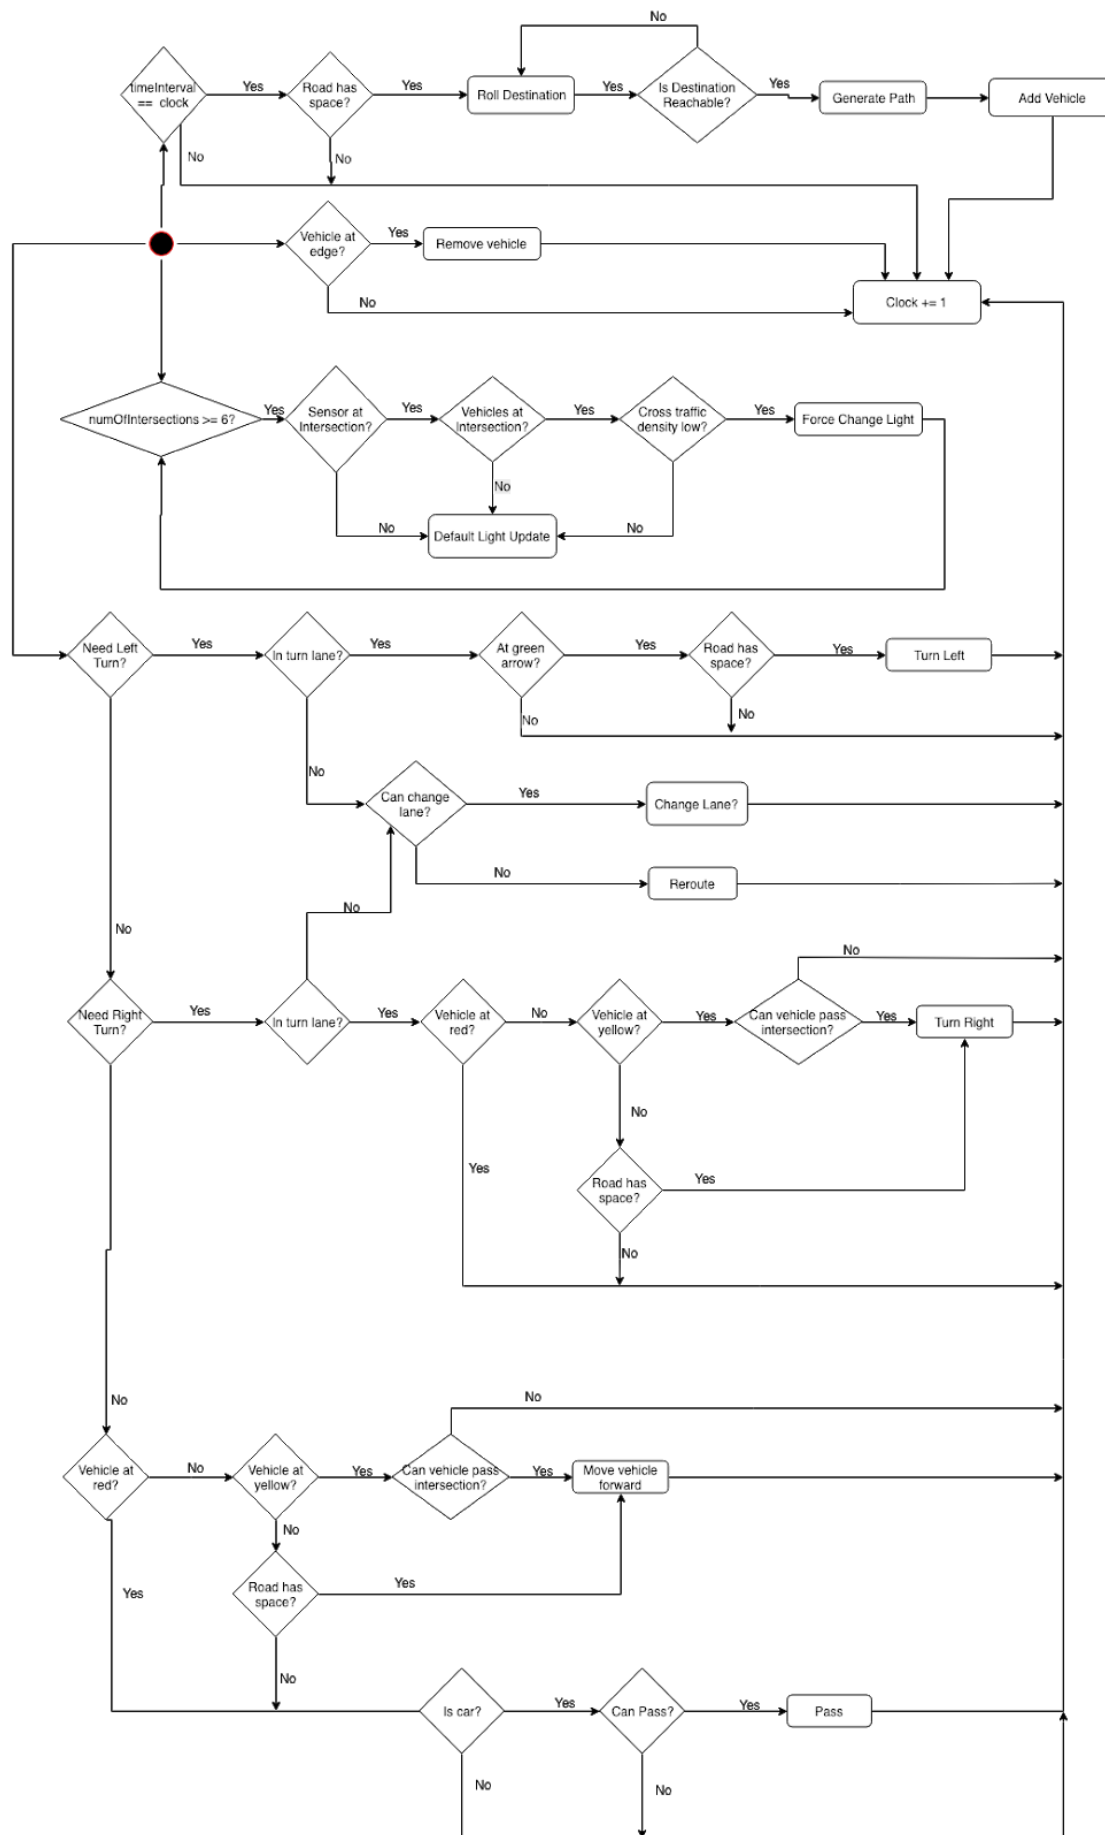 No
timeInterval
== clock
Yes
Road has
space?
Yes
Roll Destination
Yes
Is Destination
Reachable?
Yes
Generate Path
Add Vehicle
No
No
Vehicle at
edge?
Yes
Remove vehicle
No
Clock += 1
numOfIntersections >= 6?
Yes
Sensor at
Intersection?
Yes
Vehicles at
Intersection?
Yes
Cross traffic
density low?
Yes
Force Change Light
No
No
No
Default Light Update
Need Left
Turn?
Yes
In turn lane?
Yes
At green
arrow?
Yes
Road has
space?
Yes
Turn Left
No
No
No
Can change
lane?
Yes
Change Lane?
No
Reroute
No
No
No
Need Right
Turn?
Yes
In turn lane?
Yes
Vehicle at
red?
No
Vehicle at
yellow?
Yes
Can vehicle pass
intersection?
Yes
Turn Right
No
Yes
Road has
space?
Yes
No
No
No
Vehicle at
red?
No
Vehicle at
yellow?
Yes
Can vehicle pass
intersection?
Yes
Move vehicle
forward
No
Yes
Road has
space?
Yes
No
Is car?
Yes
Can Pass?
Yes
Pass
No
No